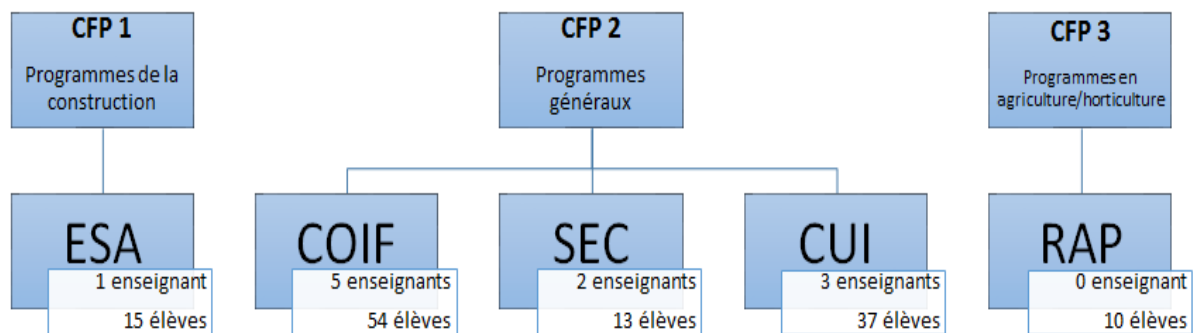 CFP 1
Programmes de la
construction
CFP 2
Programmes
généraux
CFP 3
Programmes en
agriculture/horticulture
ESA
1 enseignant
15 élèves
COIF
5 enseignants
54 élèves
SEC
2 enseignants
13 élèves
CUI
3 enseignants
37 élèves
RAP
0 enseignant
10 élèves